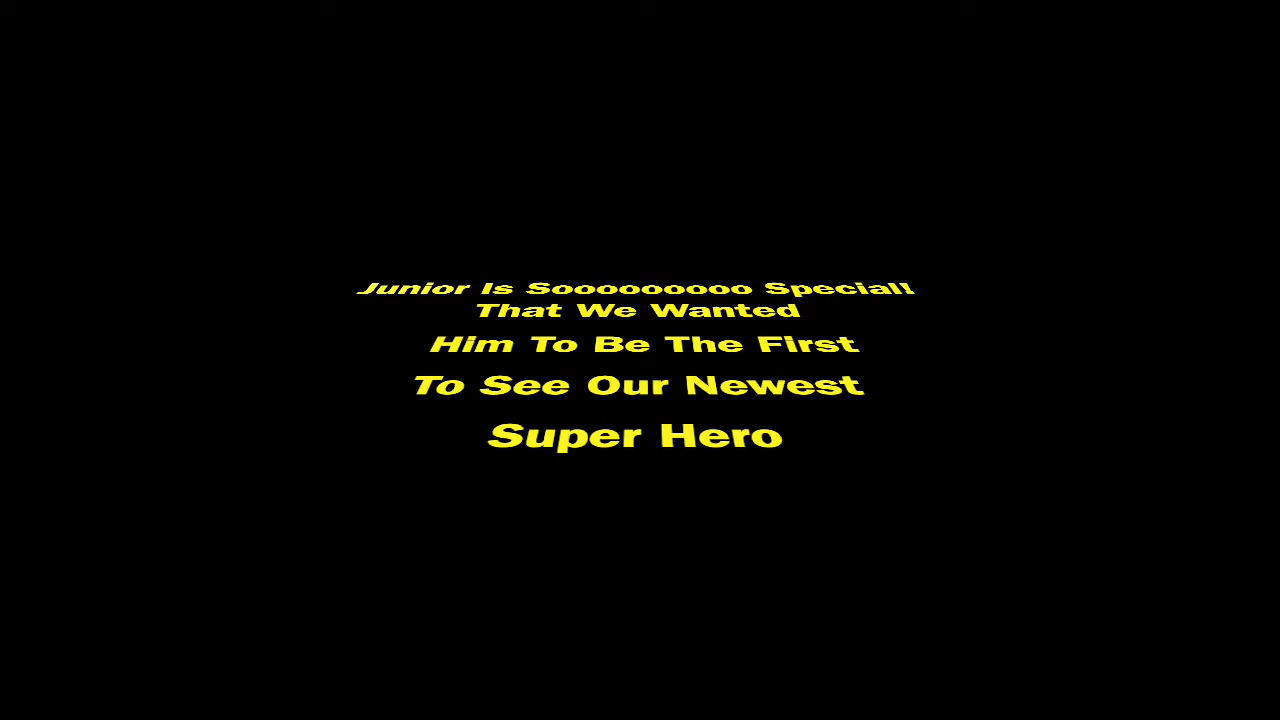 Junior Is Sooooooooo Special!
That We Wanted
Him To Be The First
To See Our Newest
Super Hero